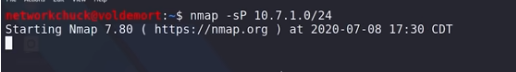 networkchuck@voldemort:~$ nmap -sP 10.7.1.0/24
Starting Nmap 7.80 ( https://nmap.org ) at 2020-07-08 17:30 CDT